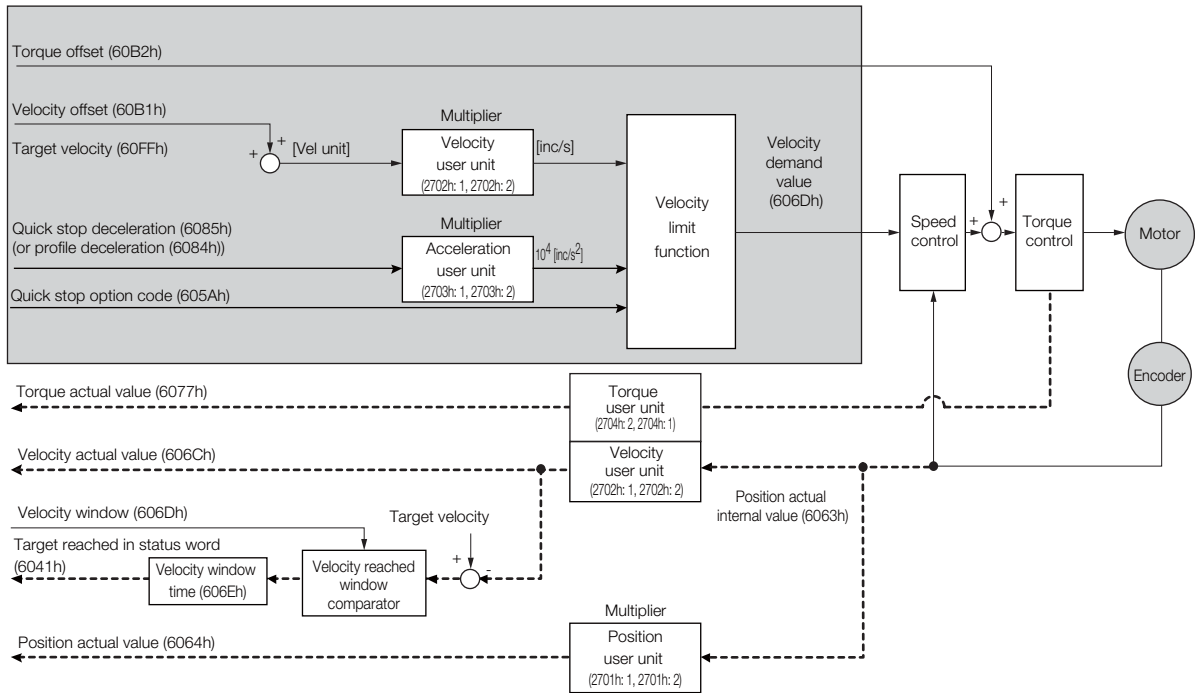 Torque offset (60B2h)
Velocity offset (60B1h)
Target velocity (60FFh)
+
+
[Vel unit]
Multiplier
Velocity
user unit
(2702h: 1, 2702h: 2)
[inc/s]
Quick stop deceleration (6085h)
(or profile deceleration (6084h))
Multiplier
Acceleration
user unit
(2703h: 1, 2703h: 2)
10⁴ [inc/s²]
Quick stop option code (605Ah)
Velocity
limit
function
Velocity
demand
value
(606Dh)
Speed
control
+
+
Torque
control
Motor
Encoder
Torque actual value (6077h)
Torque
user unit
(2704h: 2, 2704h: 1)
Velocity actual value (606Ch)
Velocity
user unit
(2702h: 1, 2702h: 2)
Position actual
internal value (6063h)
Velocity window (606Dh)
Target velocity
+
-
Target reached in status word
(6041h)
Velocity window
time (606Eh)
Velocity reached
window
comparator
Position actual value (6064h)
Multiplier
Position
user unit
(2701h: 1, 2701h: 2)